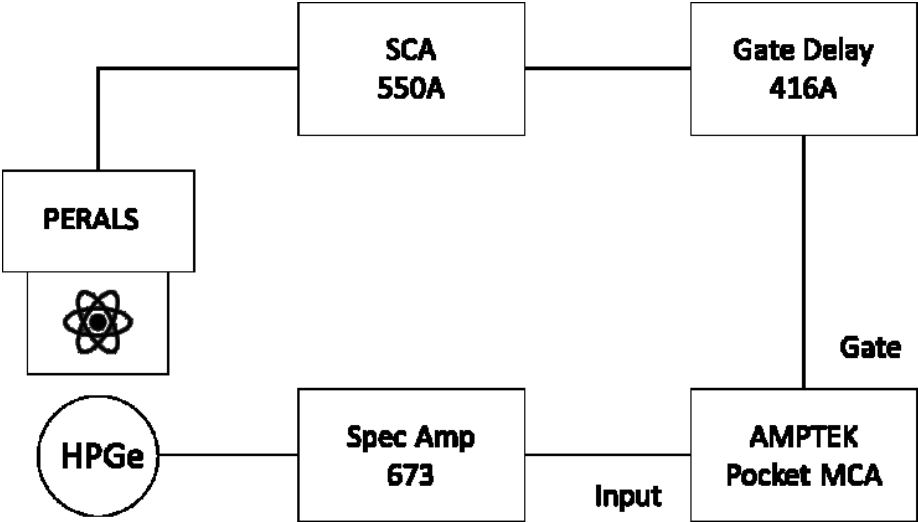 SCA
550A
Gate Delay
416A
PERALS
Gate
HPGe
Spec Amp
673
Input
AMPTEK
Pocket MCA